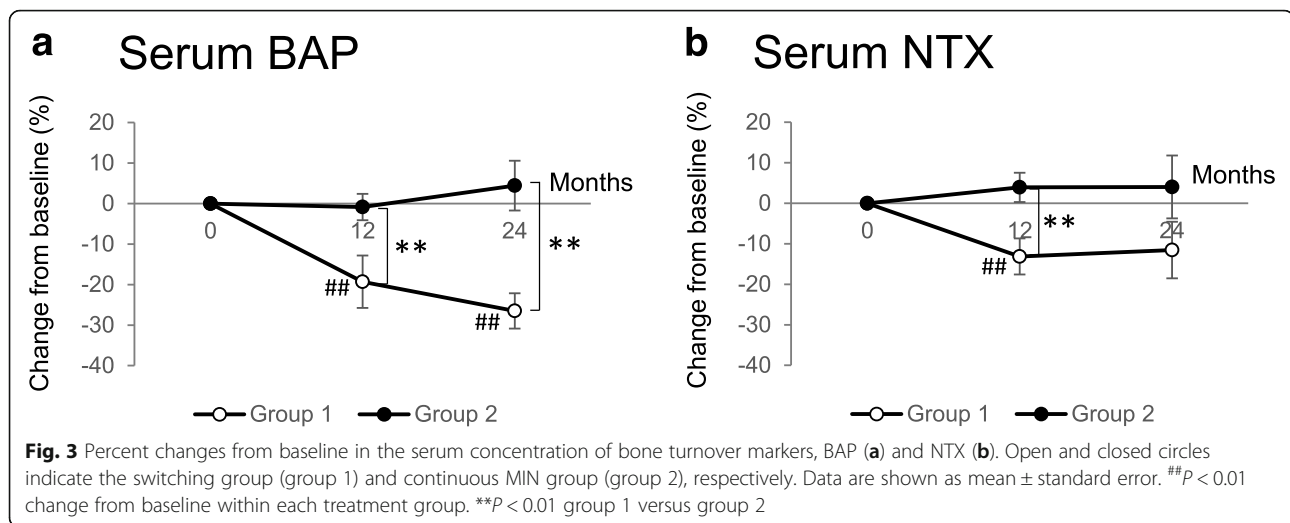 a Serum BAP
Change from baseline (%)
20
10
0
-10
-20
-30
-40
0 12 24
Months
**
**
##
##
Group 1 Group 2
b Serum NTX
Change from baseline (%)
20
10
0
-10
-20
-30
-40
0 12 24
Months
**
##
Group 1 Group 2
Fig. 3 Percent changes from baseline in the serum concentration of bone turnover markers, BAP (a) and NTX (b). Open and closed circles
indicate the switching group (group 1) and continuous MIN group (group 2), respectively. Data are shown as mean ± standard error. ##P < 0.01
change from baseline within each treatment group. **P < 0.01 group 1 versus group 2